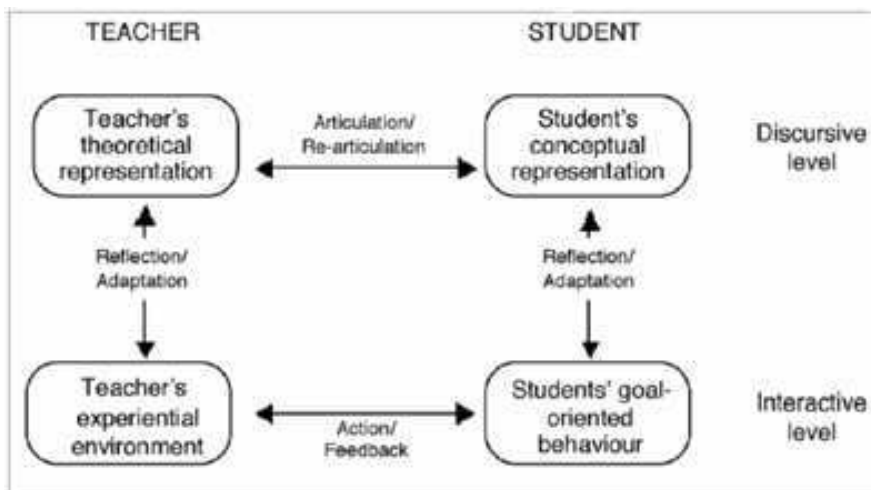 TEACHER
STUDENT
Teacher's
theoretical
representation
Articulation/
Re-articulation
Student's
conceptual
representation
Discursive
level
Reflection/
Adaptation
Reflection/
Adaptation
Teacher's
experiential
environment
Action/
Feedback
Students' goal-
oriented
behaviour
Interactive
level